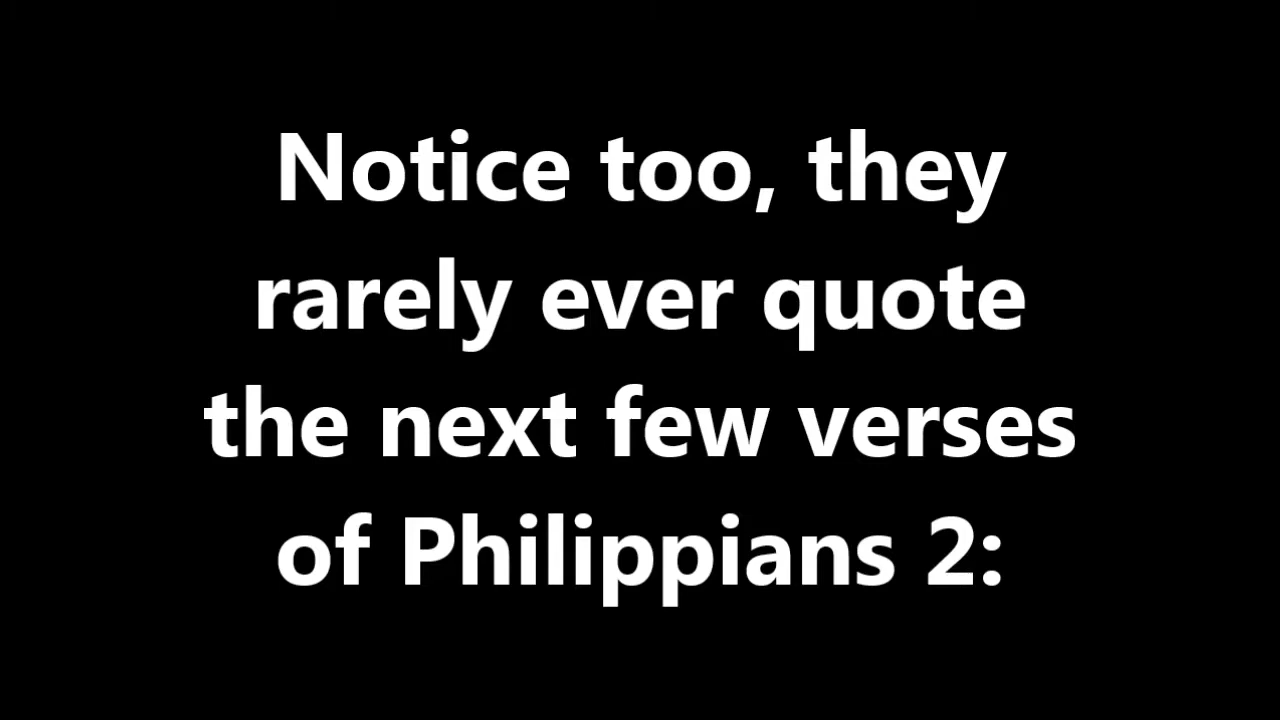 Notice too, they
rarely ever quote
the next few verses
of Philippians 2: